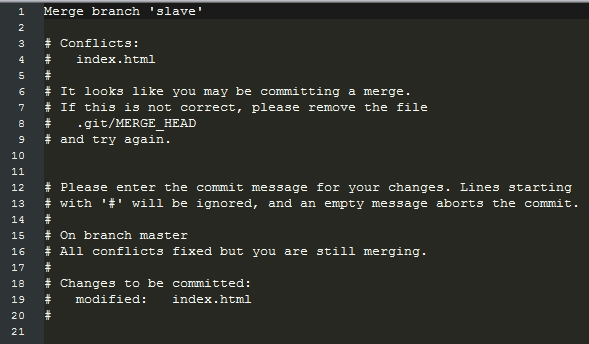 1 Merge branch 'slave'
2
3 # Conflicts:
4 #   index.html
5 #
6 # It looks like you may be committing a merge.
7 # If this is not correct, please remove the file
8 #   .git/MERGE_HEAD
9 # and try again.
10
11
12 # Please enter the commit message for your changes. Lines starting
13 # with '#' will be ignored, and an empty message aborts the commit.
14 #
15 # On branch master
16 # All conflicts fixed but you are still merging.
17 #
18 # Changes to be committed:
19 #   modified:   index.html
20 #
21